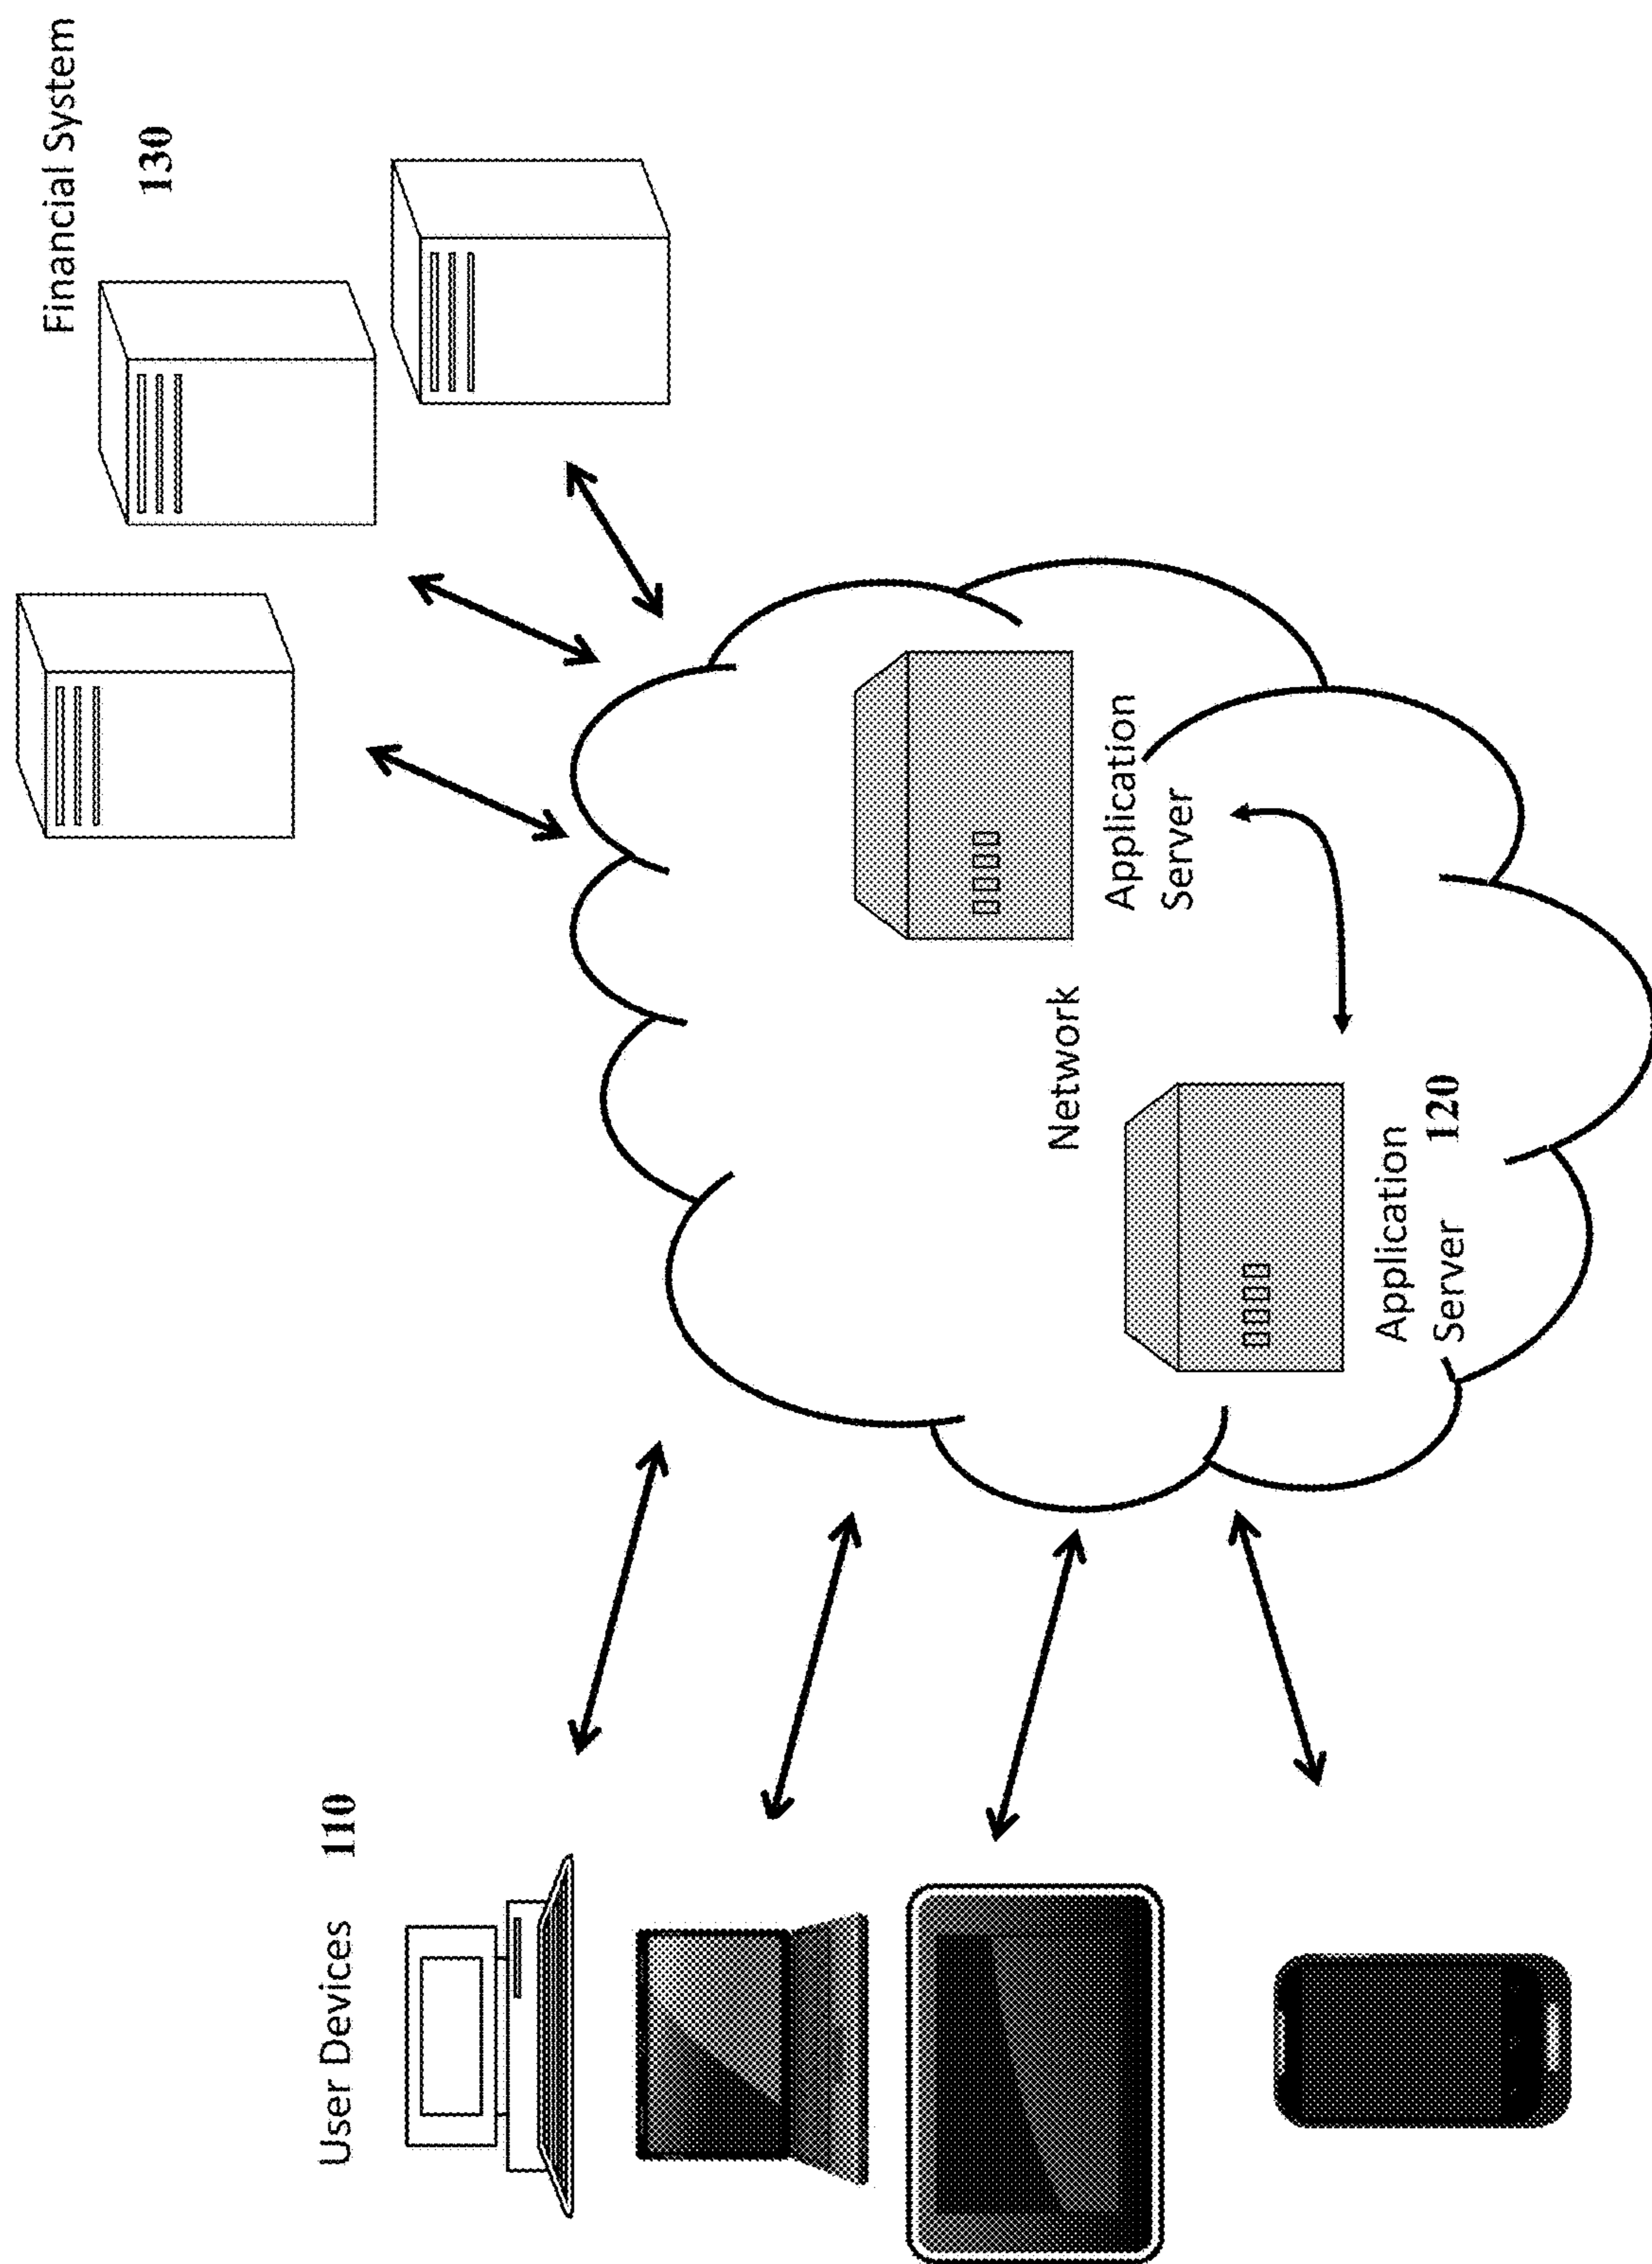 Financial System
130
User Devices 110
Network
Application
Server
Application
Server 120